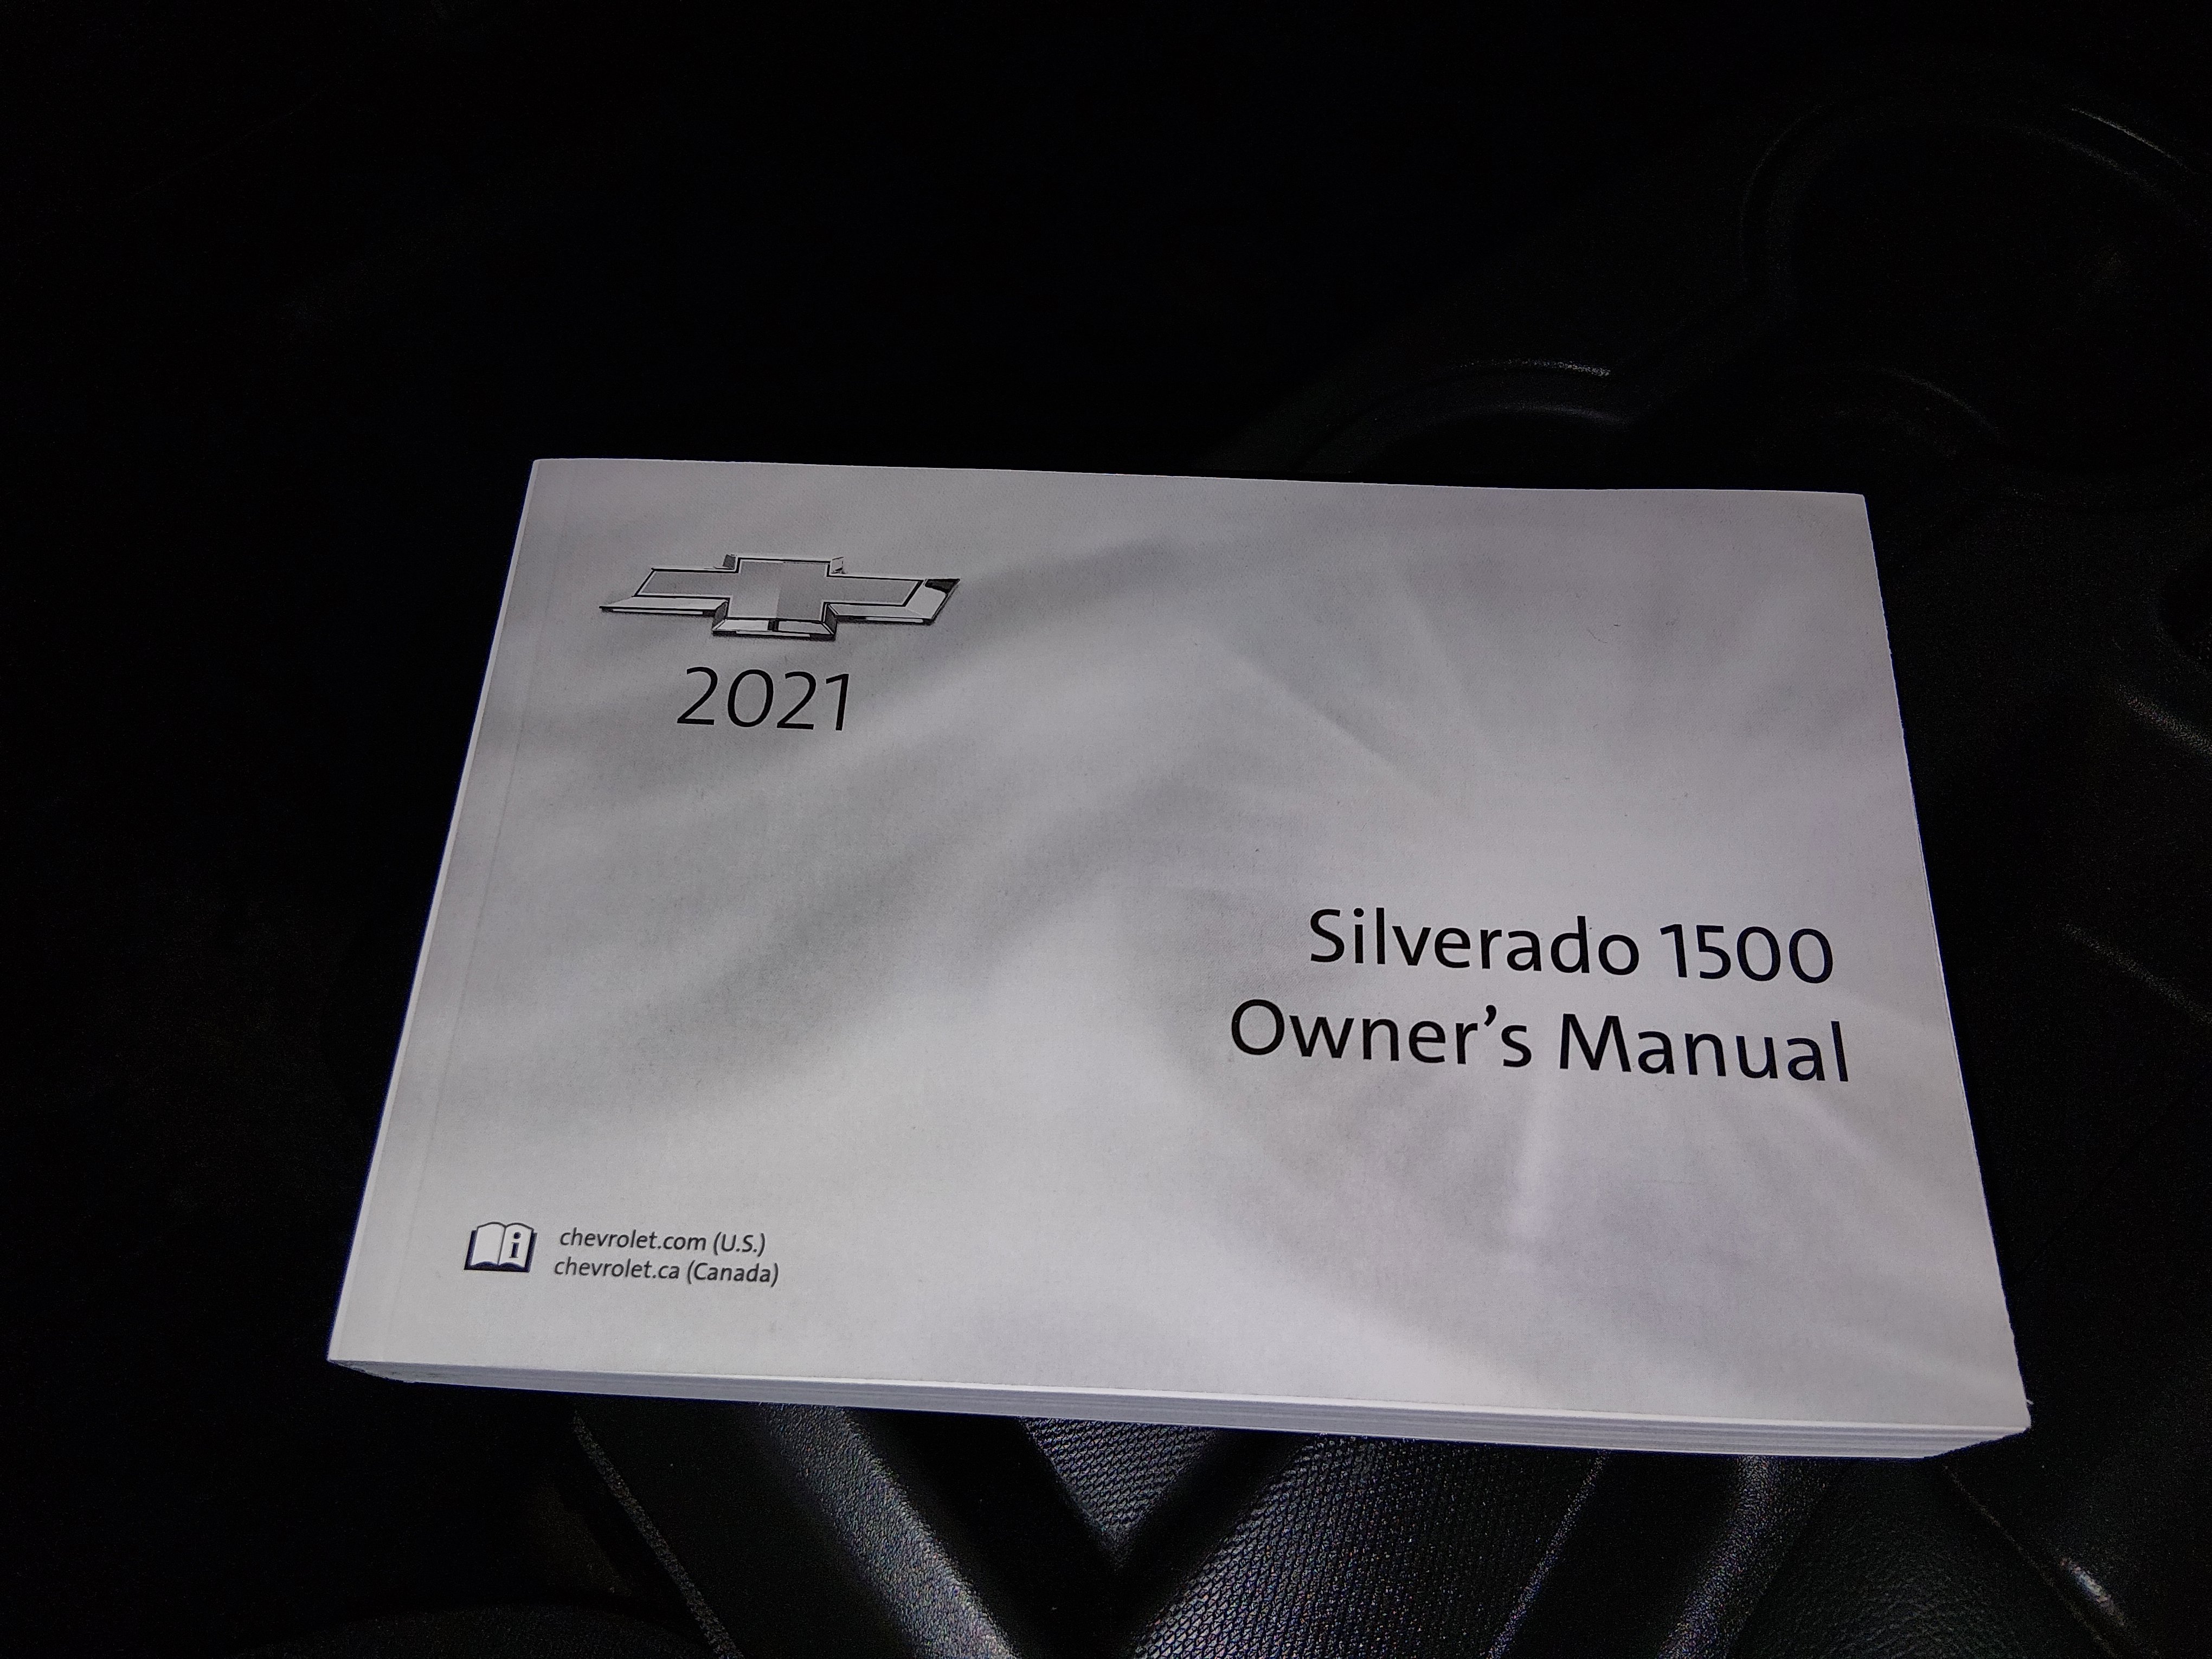 2021
Silverado 1500
Owner’s Manual
i
chevrolet.com (U.S.)
chevrolet.ca (Canada)